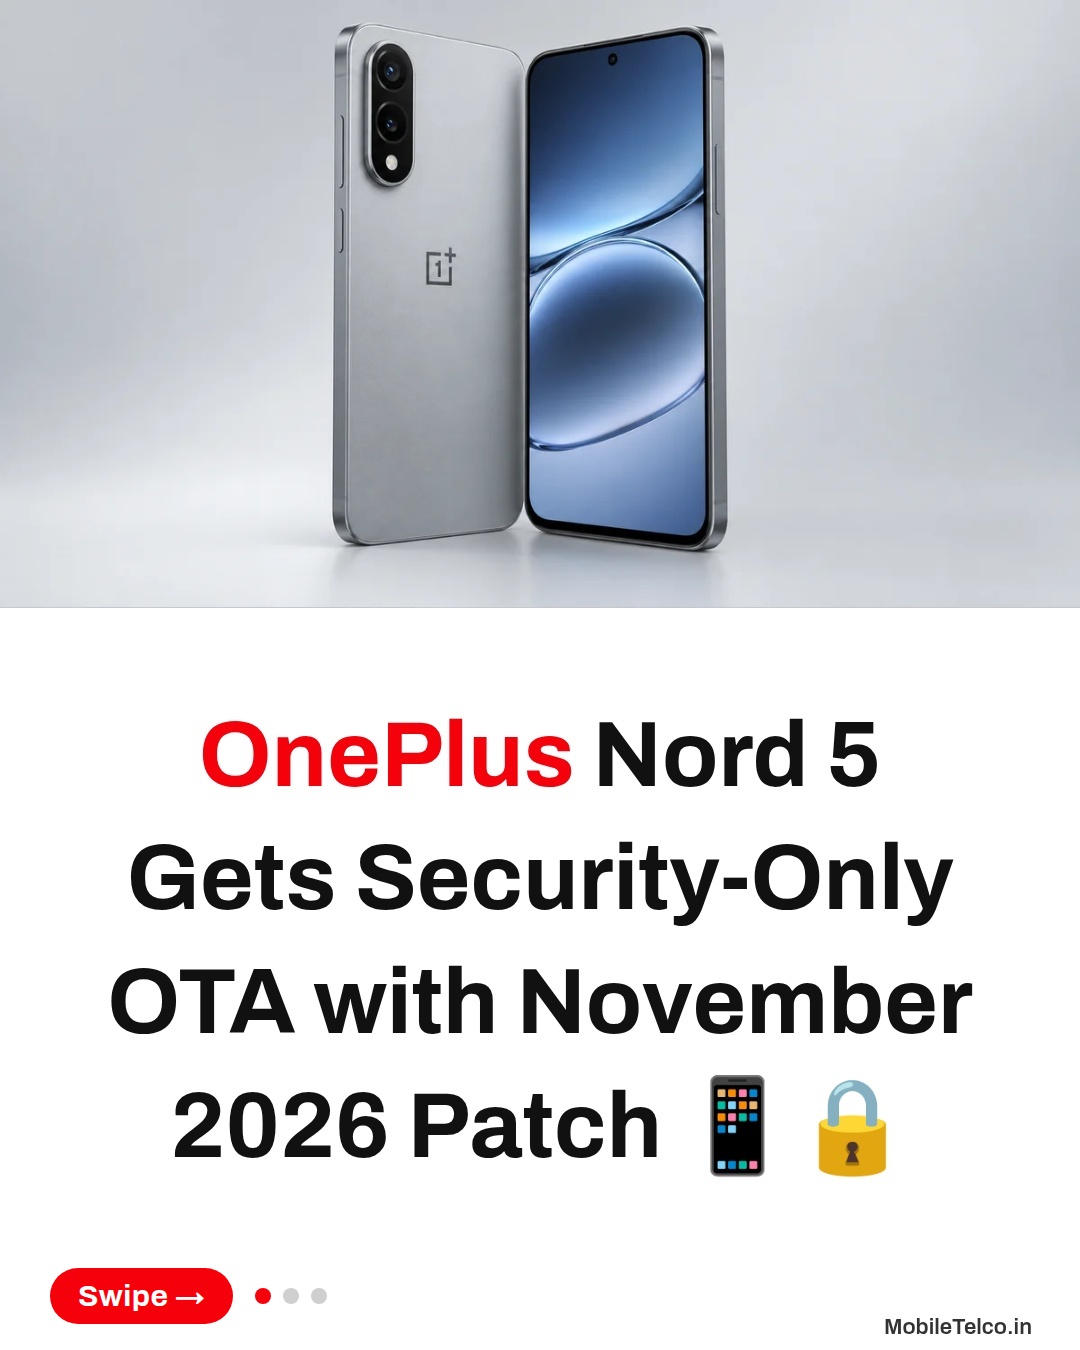 OnePlus Nord 5
Gets Security-Only
OTA with November
2026 Patch 📱 🔒
Swipe →
MobileTelco.in